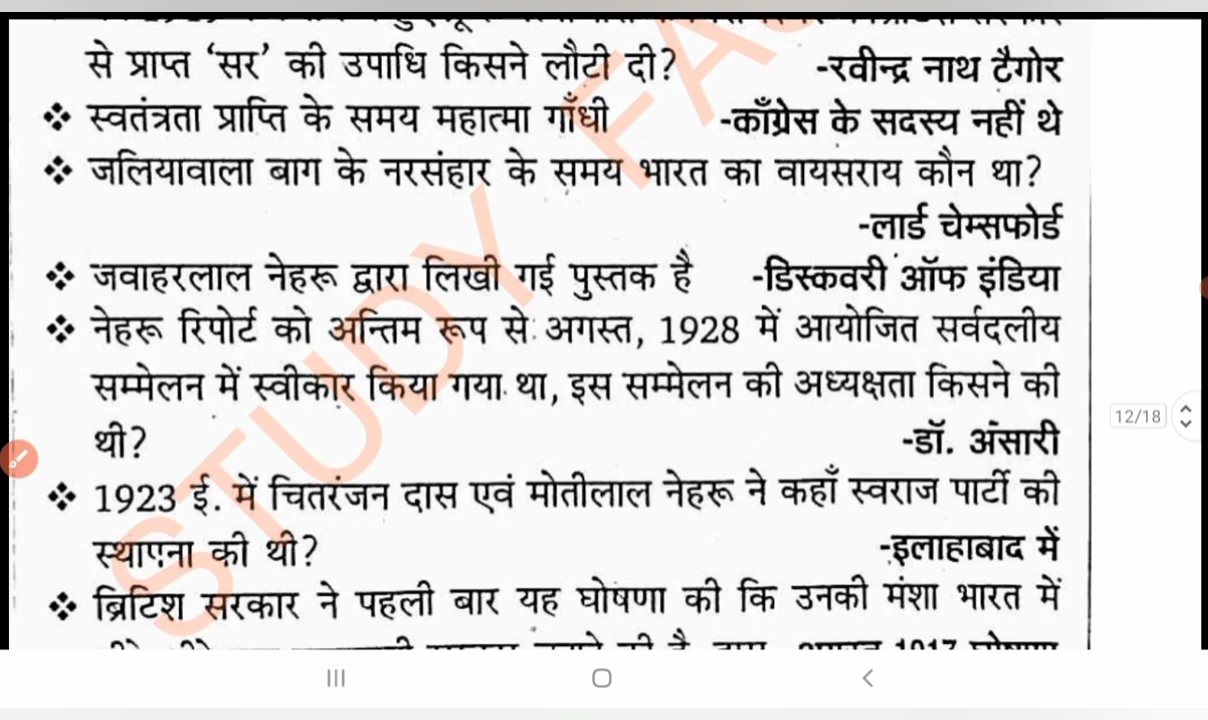 से प्राप्त ‘सर’ की उपाधि किसने लौटी दी? -रवीन्द्र नाथ टैगोर
❖ स्वतंत्रता प्राप्ति के समय महात्मा गाँधी -काँग्रेस के सदस्य नहीं थे
❖ जलियावाला बाग के नरसंहार के समय भारत का वायसराय कौन था?
-लार्ड चेम्सफोर्ड
❖ जवाहरलाल नेहरू द्वारा लिखी गई पुस्तक है -डिस्कवरी ऑफ इंडिया
❖ नेहरू रिपोर्ट को अन्तिम रूप से अगस्त, 1928 में आयोजित सर्वदलीय
सम्मेलन में स्वीकार किया गया था, इस सम्मेलन की अध्यक्षता किसने की
थी? -डॉ. अंसारी
❖ 1923 ई. में चितरंजन दास एवं मोतीलाल नेहरू ने कहाँ स्वराज पार्टी की
स्थापना की थी? -इलाहाबाद में
❖ ब्रिटिश सरकार ने पहली बार यह घोषणा की कि उनकी मंशा भारत में
12/18
STUDY FA